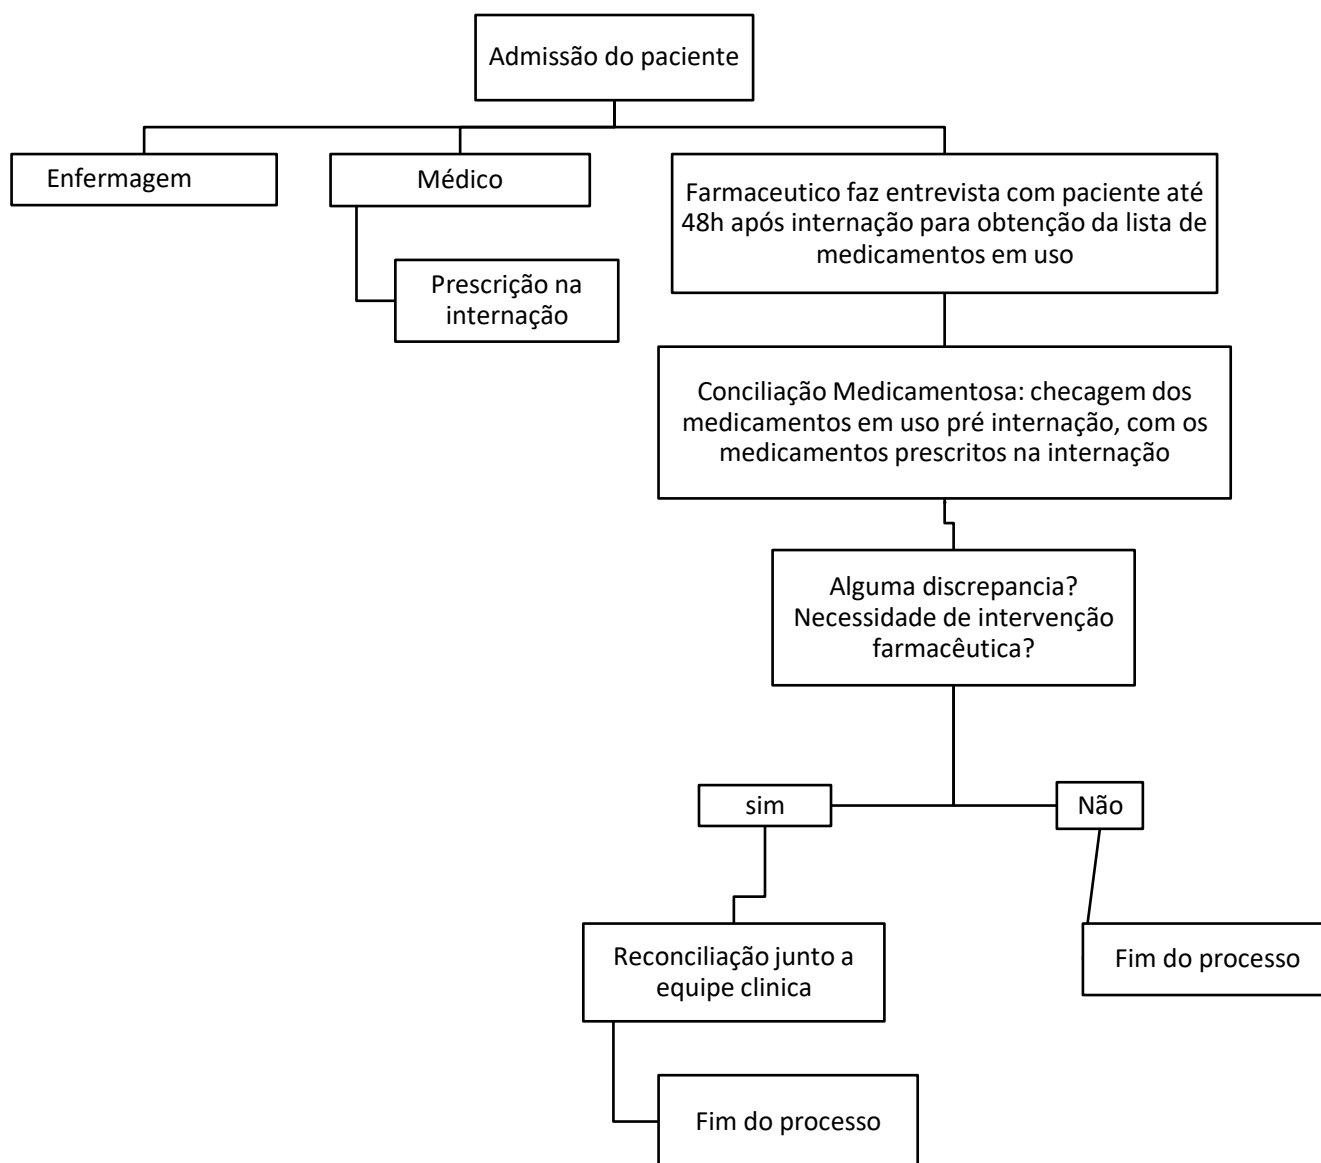 Admissão do paciente
Enfermagem
Médico
Farmaceutico faz entrevista com paciente até
48h após internação para obtenção da lista de
medicamentos em uso
Prescrição na
internação
Conciliação Medicamentosa: checagem dos
medicamentos em uso pré internação, com os
medicamentos prescritos na internação
Alguma discrepancia?
Necessidade de intervenção
farmacêutica?
sim
Não
Reconciliação junto a
equipe clinica
Fim do processo
Fim do processo